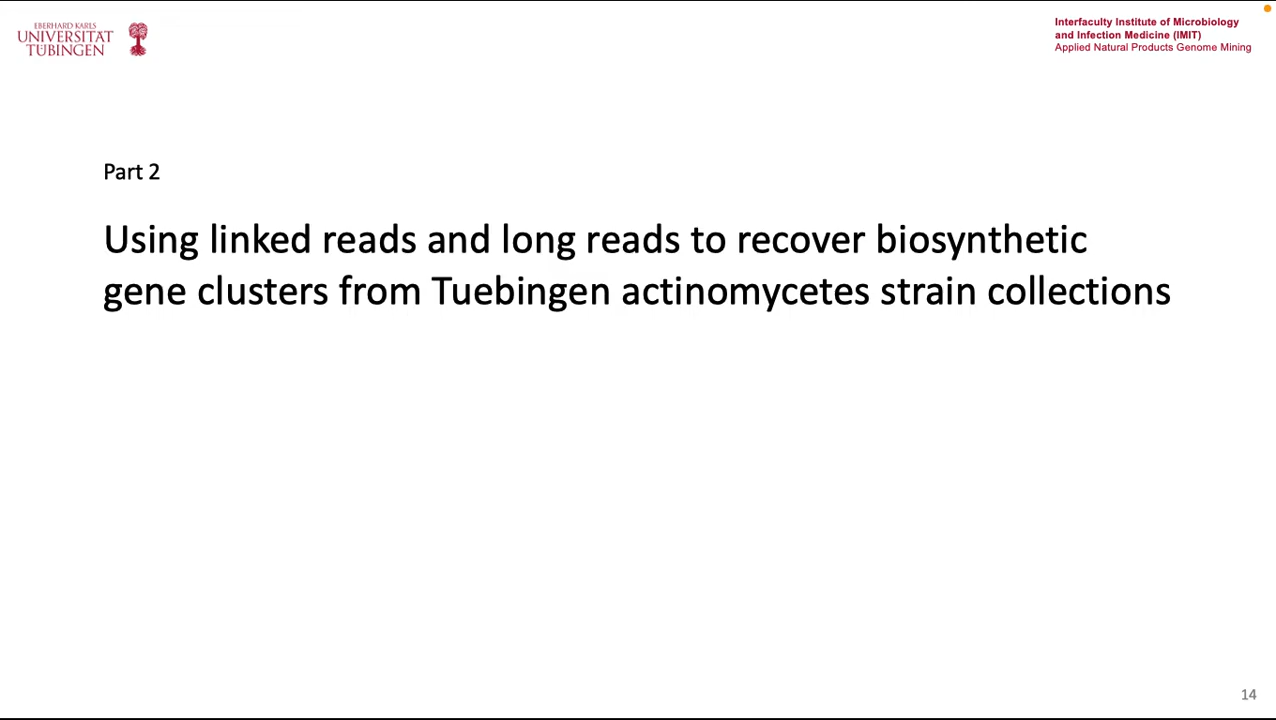 EBERHARD KARLS
UNIVERSITÄT
TÜBINGEN
Interfaculty Institute of Microbiology
and Infection Medicine (IMIT)
Applied Natural Products Genome Mining
Part 2
Using linked reads and long reads to recover biosynthetic
gene clusters from Tuebingen actinomycetes strain collections
14